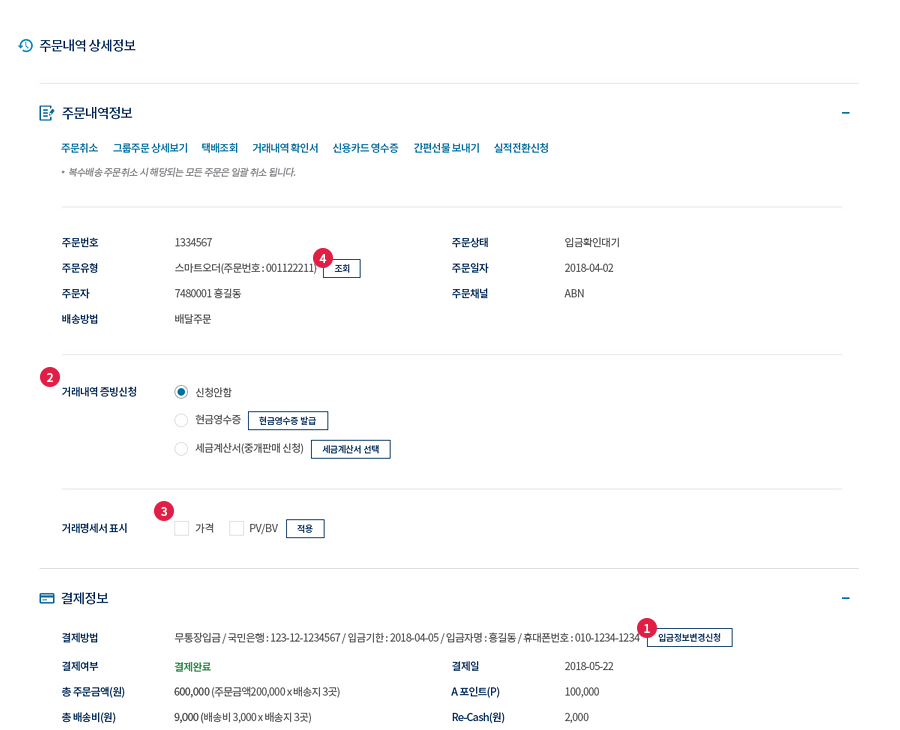 주문내역 상세정보
주문내역정보
주문취소 그룹주문 상세보기 택배조회 거래내역 확인서 신용카드 영수증 간편선물 보내기 실적전환신청
* 복수배송 주문취소 시 해당되는 모든 주문은 일괄 취소 됩니다.
주문번호 1334567 주문상태 입금확인대기
주문유형 스마트오더(주문번호 : 001122211) 4 조회 주문일자 2018-04-02
주문자 7480001 홍길동 주문채널 ABN
배송방법 배달주문
2
거래내역 증빙신청 신청안함
현금영수증 현금영수증 발급
세금계산서(중개판매 신청) 세금계산서 선택
3
거래명세서 표시 가격 PV/BV 적용
결제정보
결제방법 무통장입금 / 국민은행 : 123-12-1234567 / 입금기한 : 2018-04-05 / 입금자명 : 홍길동 / 휴대폰번호 : 010-1234-1234 1 입금정보변경신청
결제여부 결제완료 결제일 2018-05-22
총 주문금액(원) 600,000 (주문금액200,000 x 배송지 3곳) A 포인트(P) 100,000
총 배송비(원) 9,000 (배송비 3,000 x 배송지 3곳) Re-Cash(원) 2,000